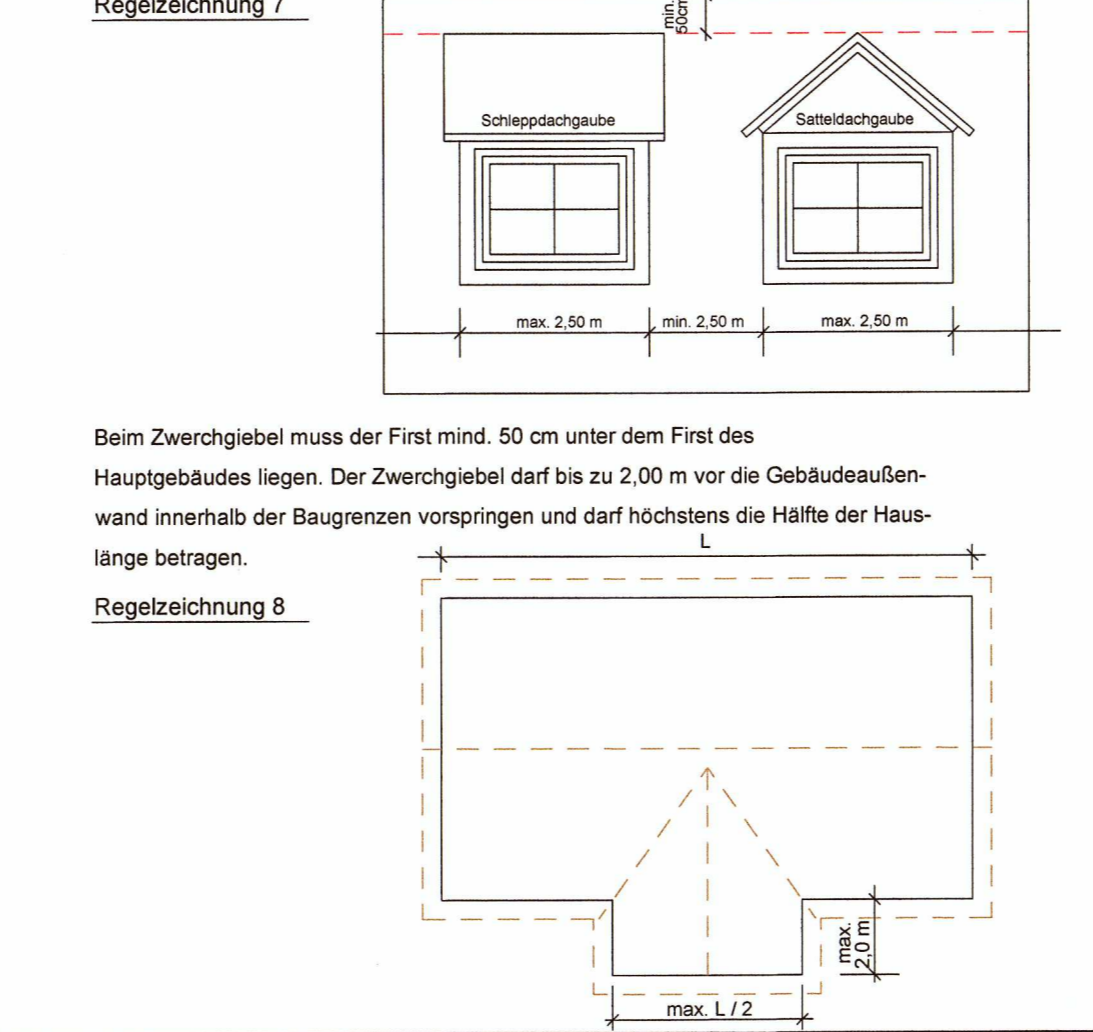 Regelzeichnung 7
min.
50cm
Schleppdachgaube
Satteldachgaube
max. 2,50 m
min. 2,50 m
max. 2,50 m
Beim Zwerchgiebel muss der First mind. 50 cm unter dem First des
Hauptgebäudes liegen. Der Zwerchgiebel darf bis zu 2,00 m vor die Gebäudeaußen-
wand innerhalb der Baugrenzen vorspringen und darf höchstens die Hälfte der Haus-
länge betragen.
L
Regelzeichnung 8
max.
2,0 m
max. L / 2